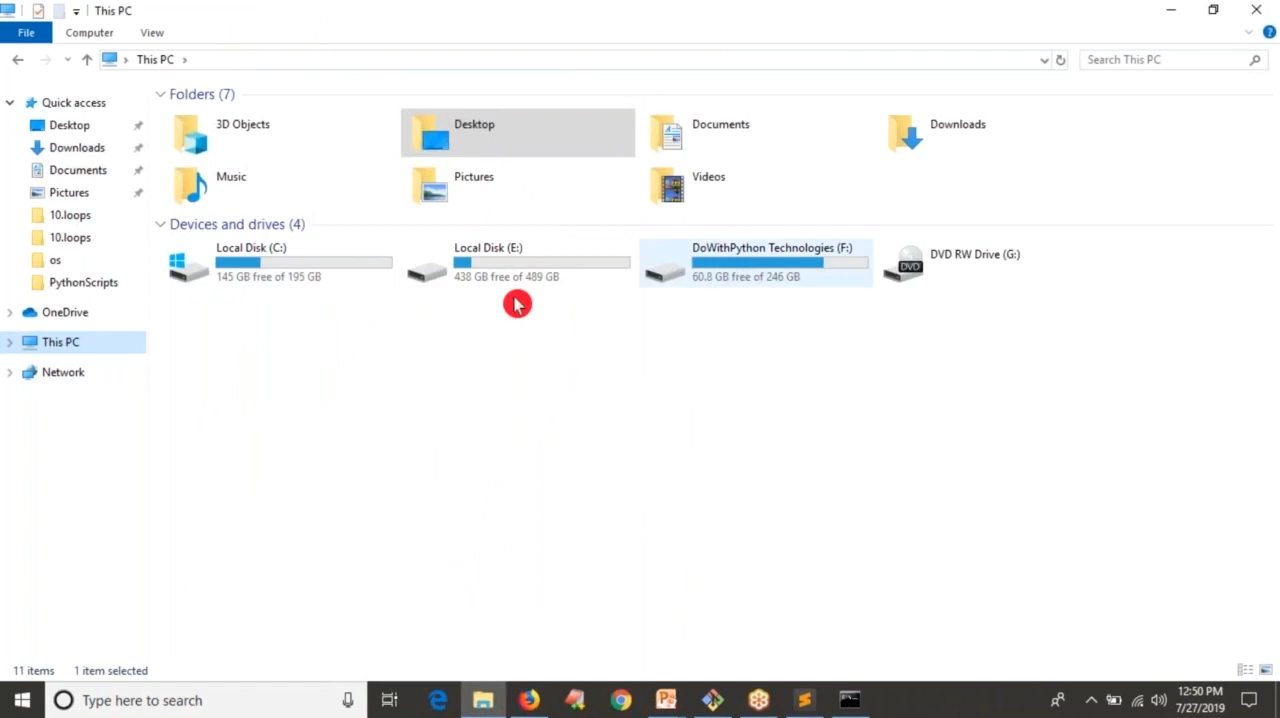 This PC
File Computer View
This PC
Search This PC
Quick access
Desktop
Downloads
Documents
Pictures
10.loops
10.loops
os
PythonScripts
OneDrive
This PC
Network
Folders (7)
3D Objects
Desktop
Documents
Downloads
Music
Pictures
Videos
Devices and drives (4)
Local Disk (C:)
145 GB free of 195 GB
Local Disk (E:)
438 GB free of 489 GB
DoWithPython Technologies (F:)
60.8 GB free of 246 GB
DVD RW Drive (G:)
DVD
11 items 1 item selected
Type here to search
12:50 PM
7/27/2019